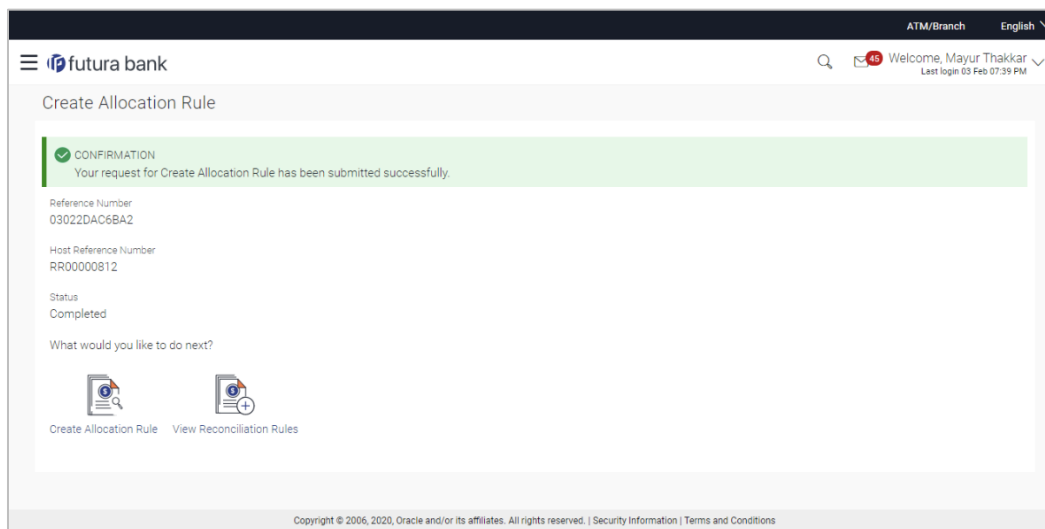 ATM/Branch English
futura bank
45 Welcome, Mayur Thakkar
Last login 03 Feb 07:39 PM
Create Allocation Rule
CONFIRMATION
Your request for Create Allocation Rule has been submitted successfully.
Reference Number
03022DAC6BA2
Host Reference Number
RR00000812
Status
Completed
What would you like to do next?
Create Allocation Rule View Reconciliation Rules
Copyright © 2006, 2020, Oracle and/or its affiliates. All rights reserved. | Security Information | Terms and Conditions